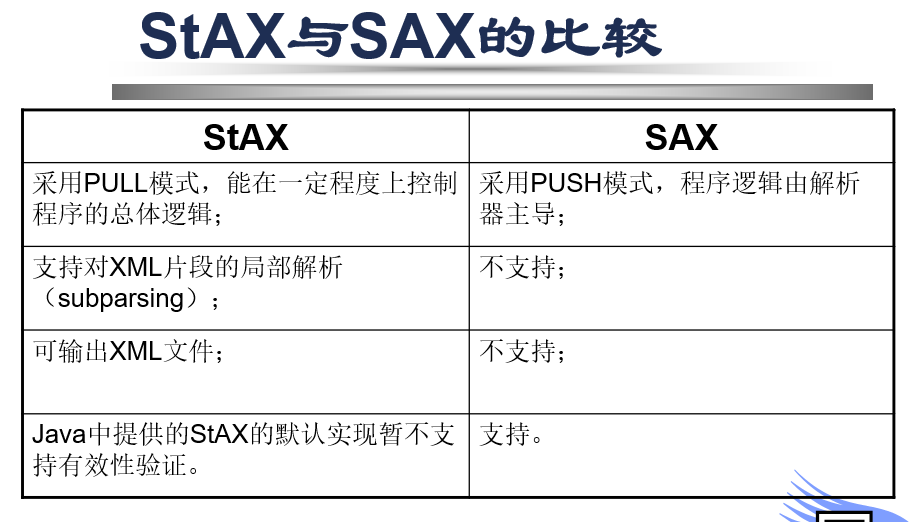 StAX与SAX的比较
StAX
SAX
采用PULL模式，能在一定程度上控制
程序的总体逻辑；
采用PUSH模式，程序逻辑由解析
器主导；
支持对XML片段的局部解析
（subparsing）；
不支持；
可输出XML文件；
不支持；
Java中提供的StAX的默认实现暂不支
持有效性验证。
支持。